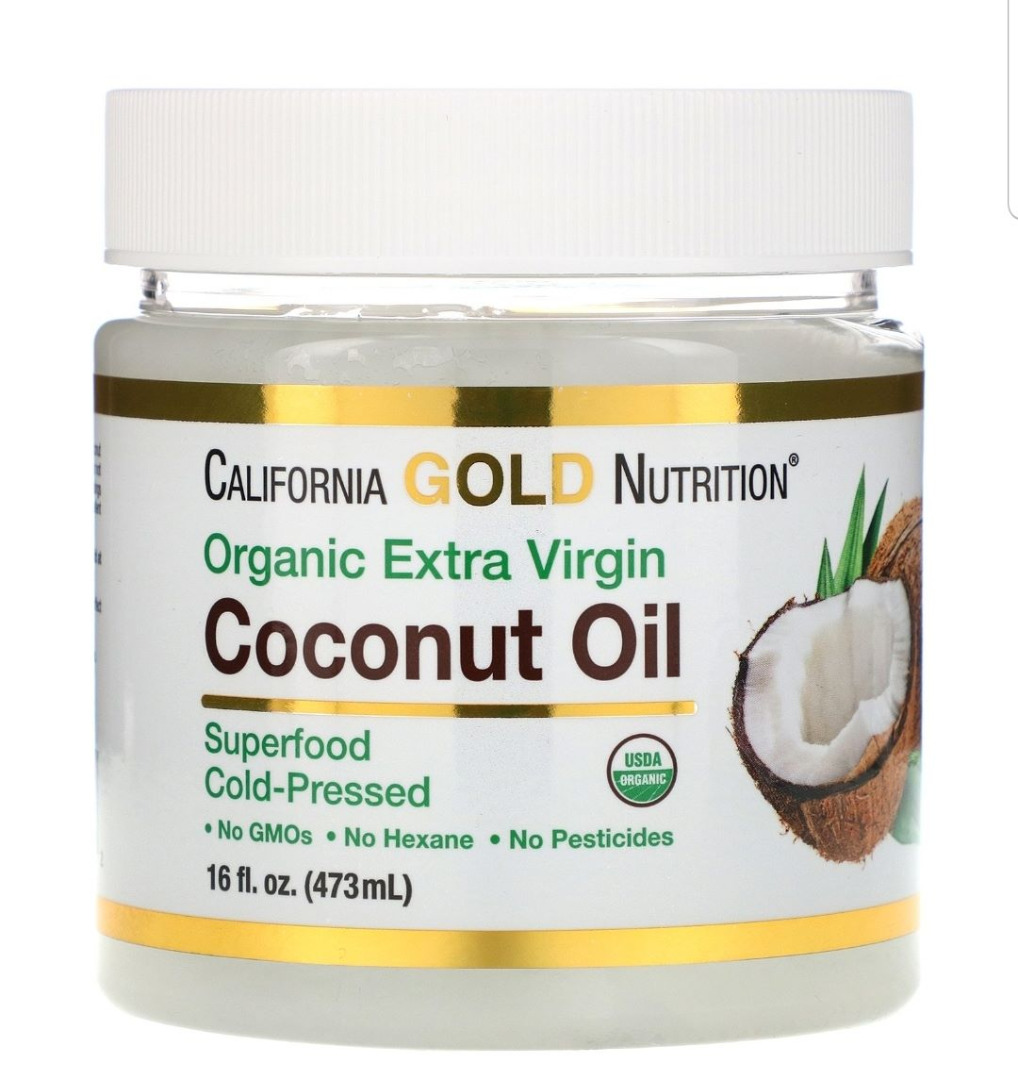 CALIFORNIA GOLD NUTRITION®
Organic Extra Virgin
Coconut Oil
Superfood
Cold-Pressed
USDA
ORGANIC
• No GMOs • No Hexane • No Pesticides
16 fl. oz. (473mL)